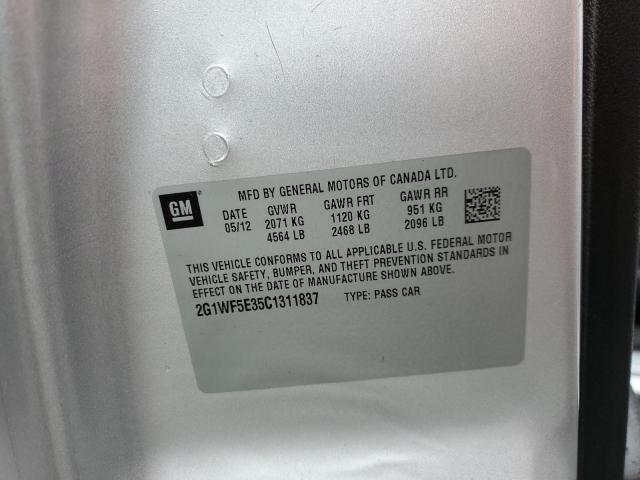 GM
MFD BY GENERAL MOTORS OF CANADA LTD.
DATE GVWR GAWR FRT GAWR RR
05/12 2071 KG 1120 KG 951 KG
4564 LB 2468 LB 2096 LB
THIS VEHICLE CONFORMS TO ALL APPLICABLE U.S. FEDERAL MOTOR
VEHICLE SAFETY, BUMPER, AND THEFT PREVENTION STANDARDS IN
EFFECT ON THE DATE OF MANUFACTURE SHOWN ABOVE.
2G1WF5E35C1311837 TYPE: PASS CAR